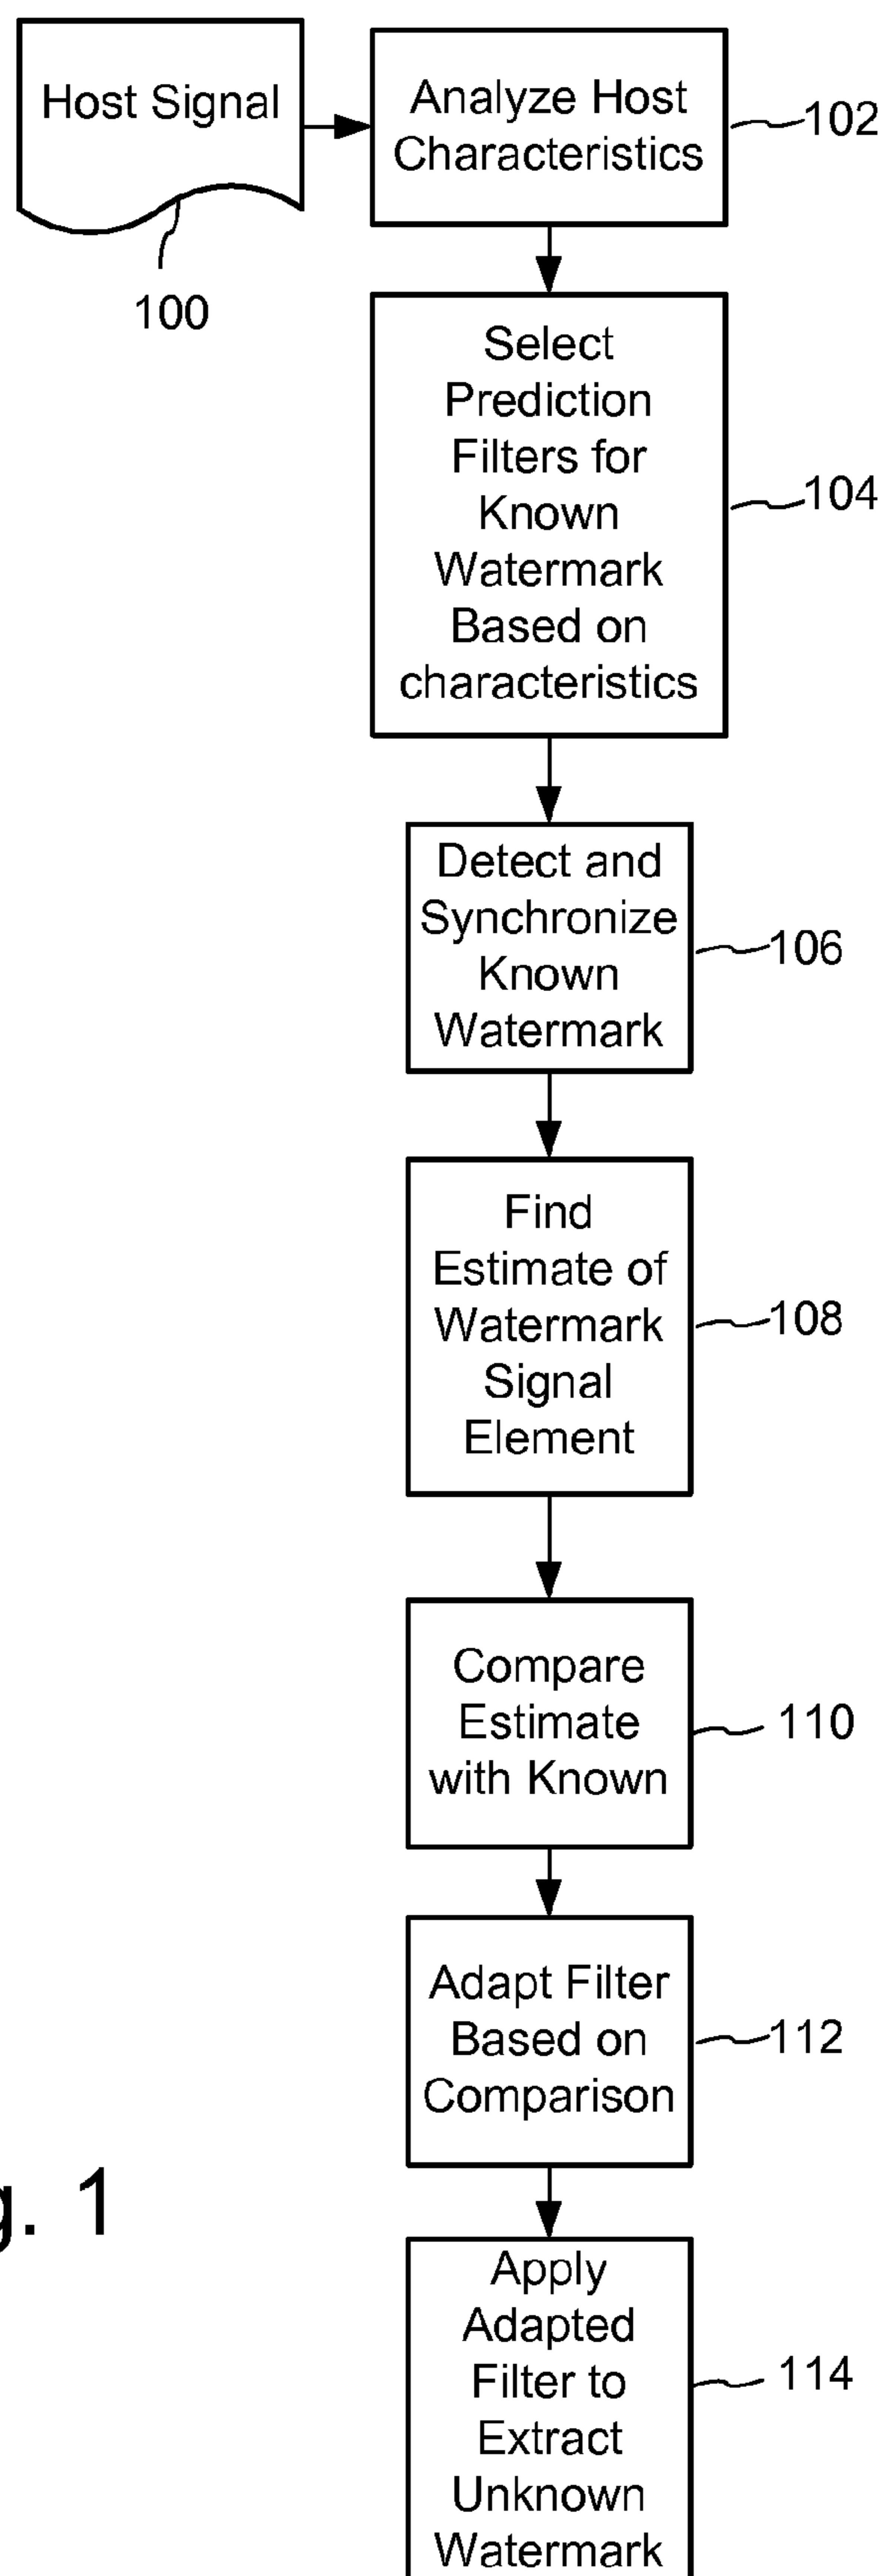 Host Signal
100
Analyze Host
Characteristics
102
Select
Prediction
Filters for
Known
Watermark
Based on
characteristics
104
Detect and
Synchronize
Known
Watermark
106
Find
Estimate of
Watermark
Signal
Element
108
Compare
Estimate
with Known
110
Adapt Filter
Based on
Comparison
112
g. 1
Apply
Adapted
Filter to
Extract
Unknown
Watermark
114